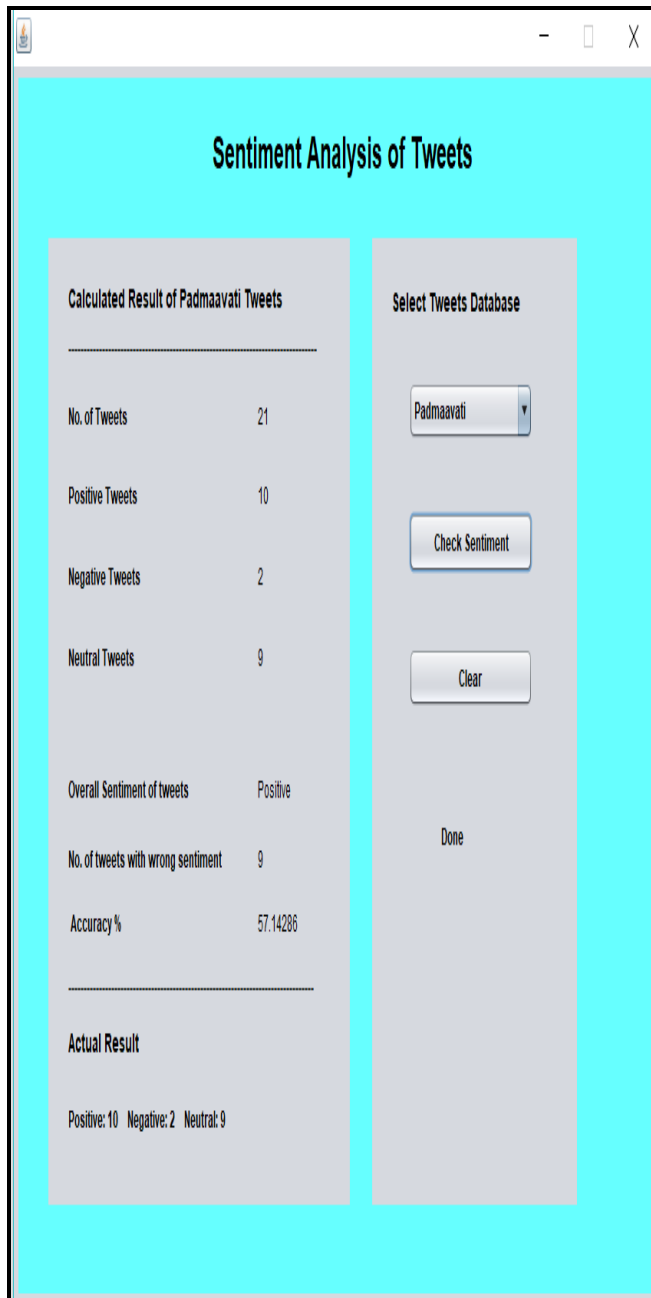 Sentiment Analysis of Tweets
Calculated Result of Padmaavati Tweets
--------------------------------------------------------------------------------
No. of Tweets 21
Positive Tweets 10
Negative Tweets 2
Neutral Tweets 9
Overall Sentiment of tweets Positive
No. of tweets with wrong sentiment 9
Accuracy % 57.14286
--------------------------------------------------------------------------------
Actual Result
Positive: 10 Negative: 2 Neutral: 9
Select Tweets Database
Padmaavati
Check Sentiment
Clear
Done